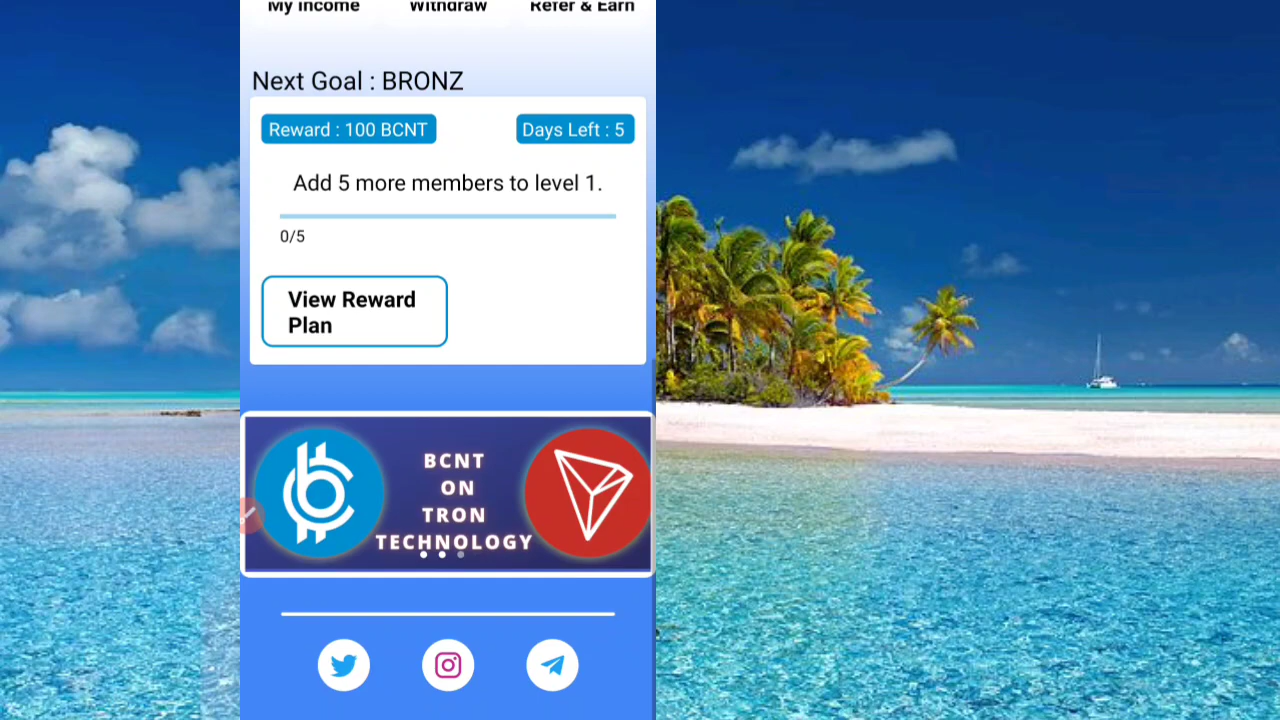 My Income Withdraw Refer & Earn
Next Goal : BRONZ
Reward : 100 BCNT Days Left : 5
Add 5 more members to level 1.
0/5
View Reward
Plan
BCNT
ON
TRON
TECHNOLOGY